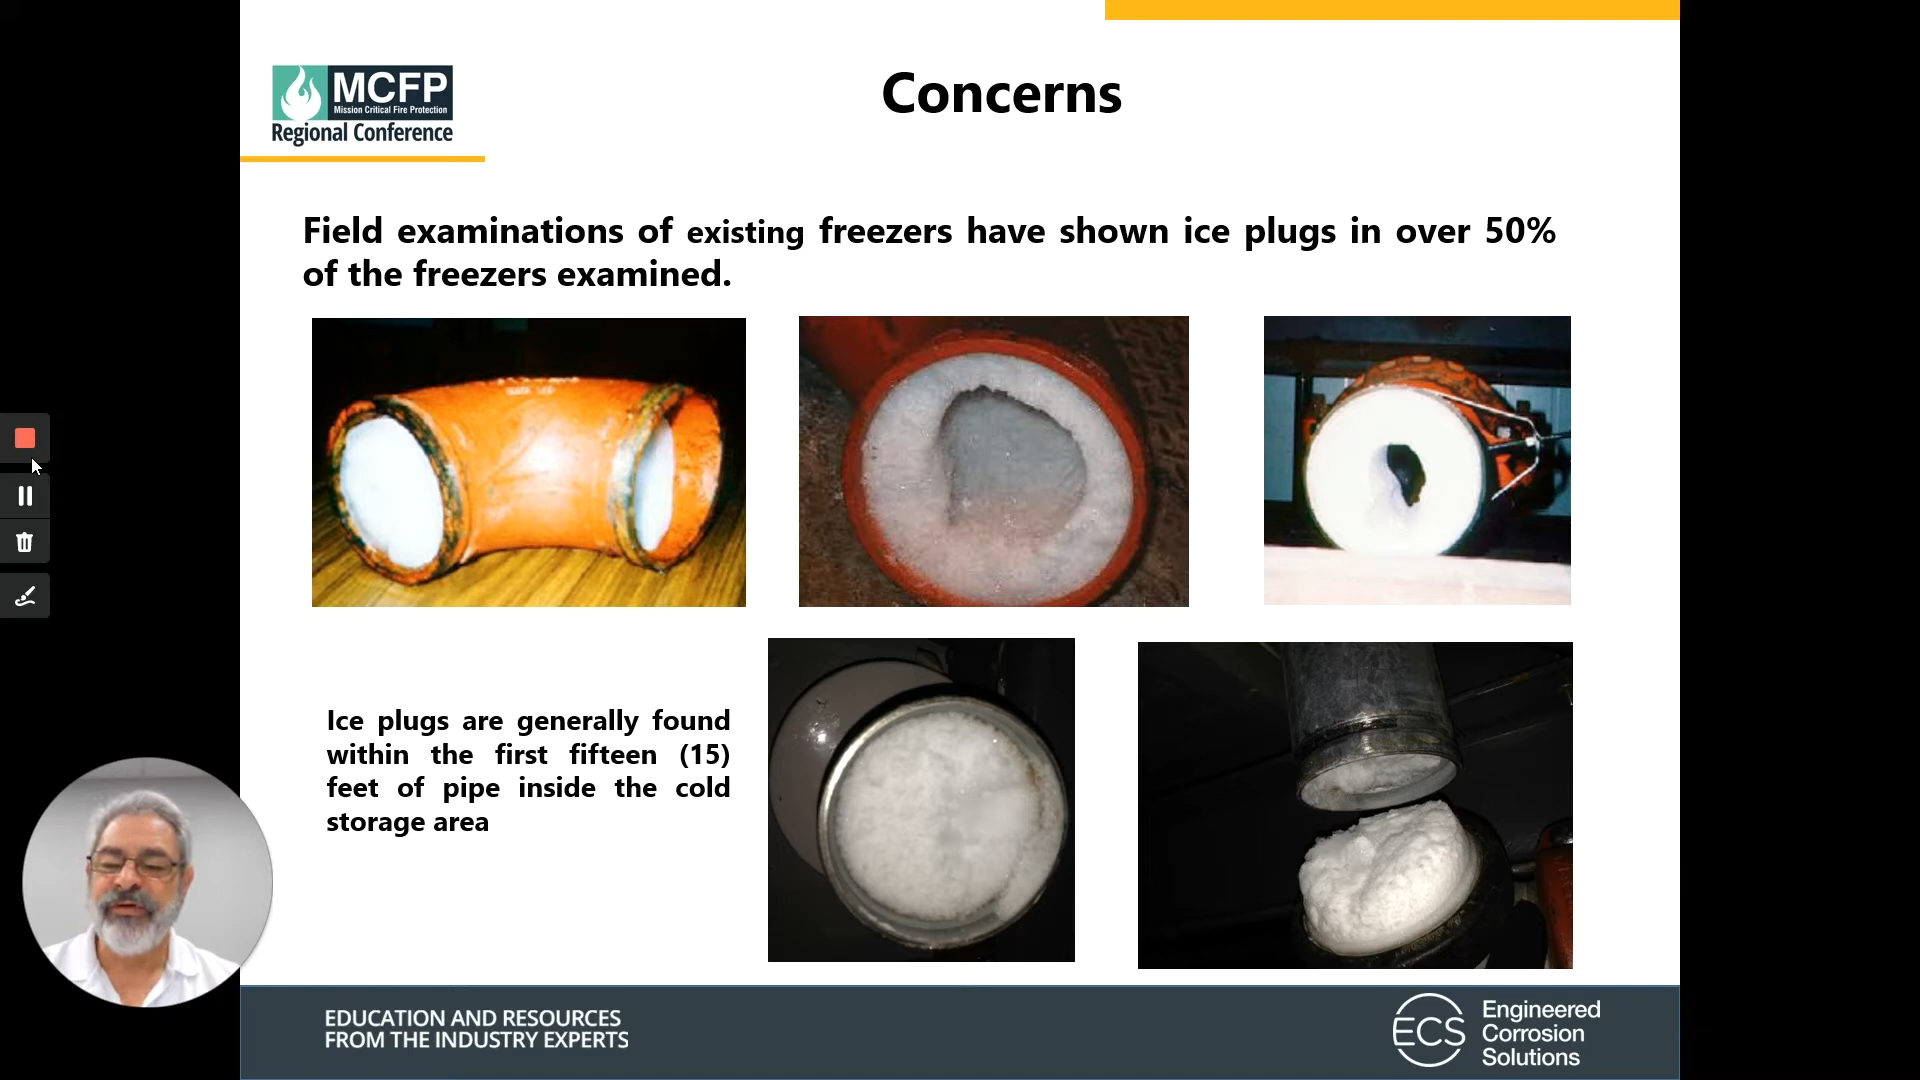 MCFP
Mission Critical Fire Protection
Regional Conference
Concerns
Field examinations of existing freezers have shown ice plugs in over 50%
of the freezers examined.
Ice plugs are generally found
within the first fifteen (15)
feet of pipe inside the cold
storage area
EDUCATION AND RESOURCES
FROM THE INDUSTRY EXPERTS
ECS
Engineered
Corrosion
Solutions